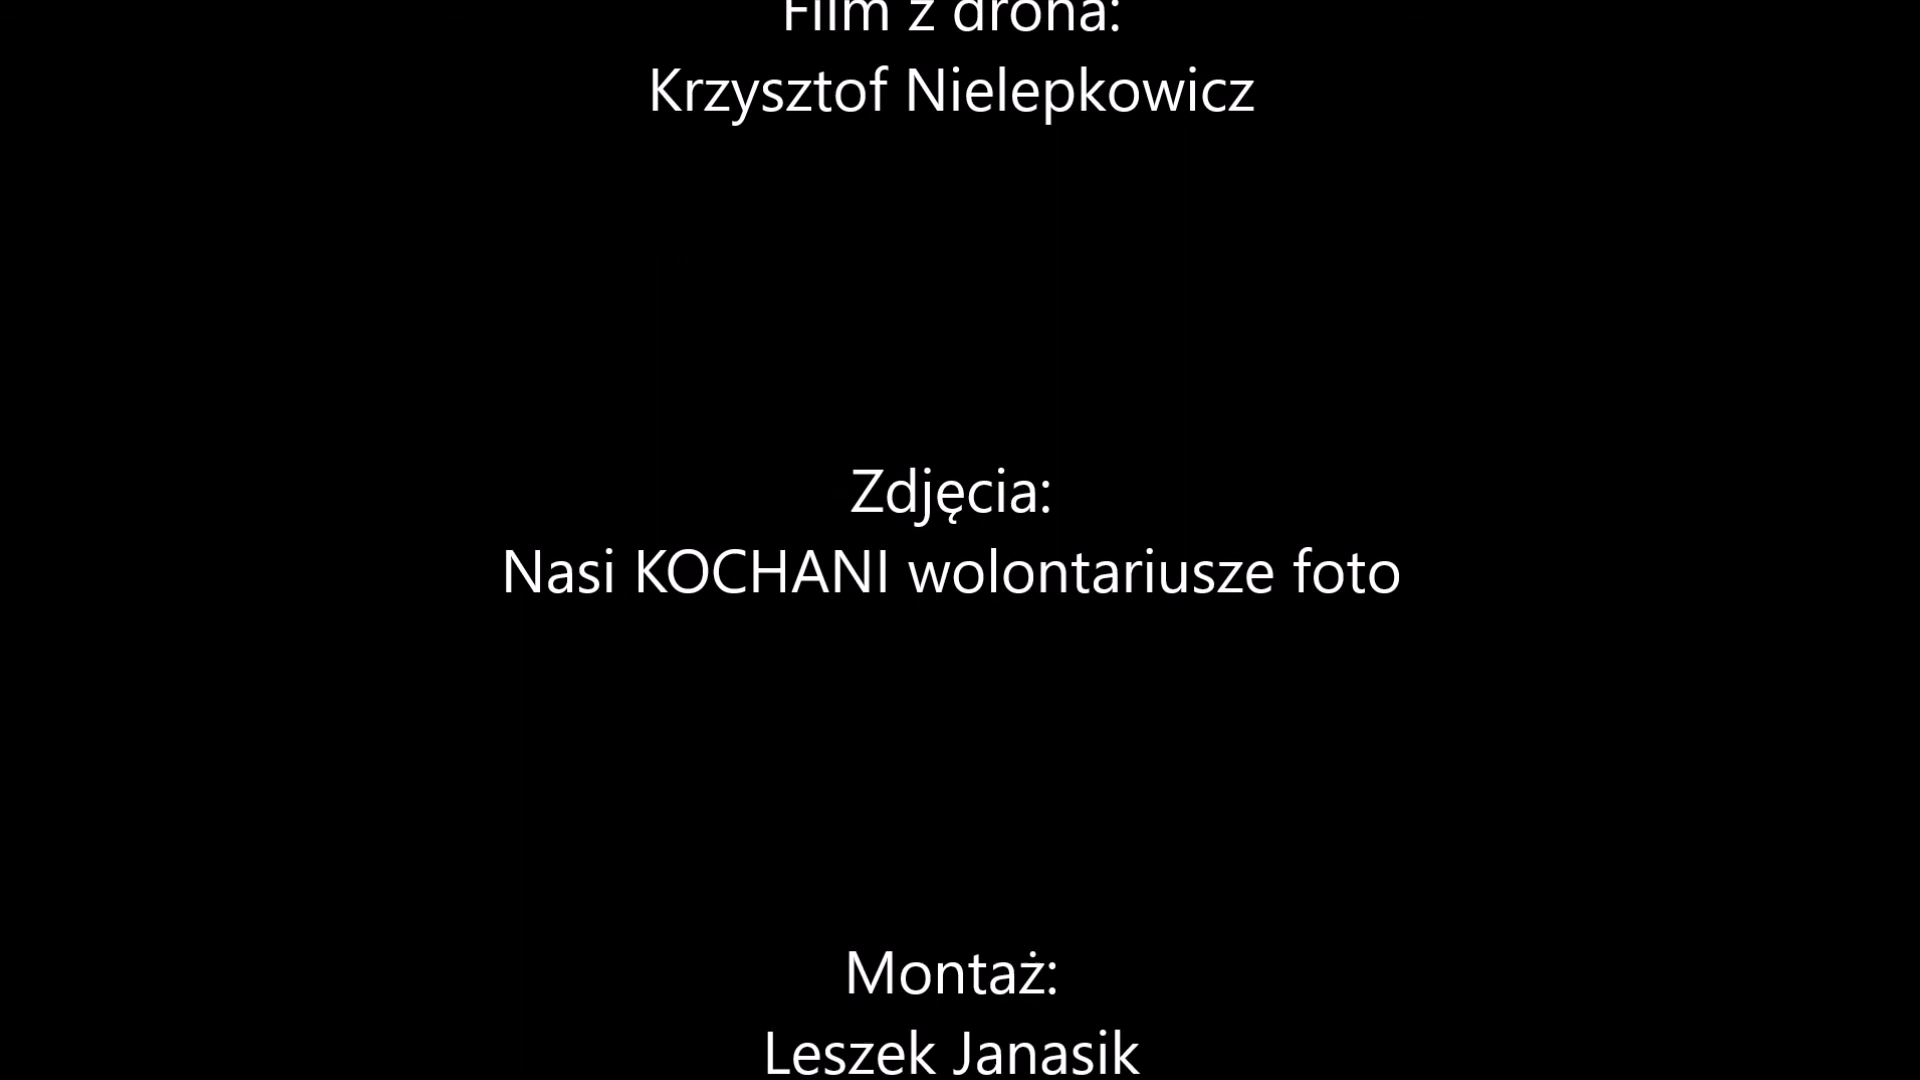 Film z drona:
Krzysztof Nielepkowicz
Zdjęcia:
Nasi KOCHANI wolontariusze foto
Montaż:
Leszek Janasik